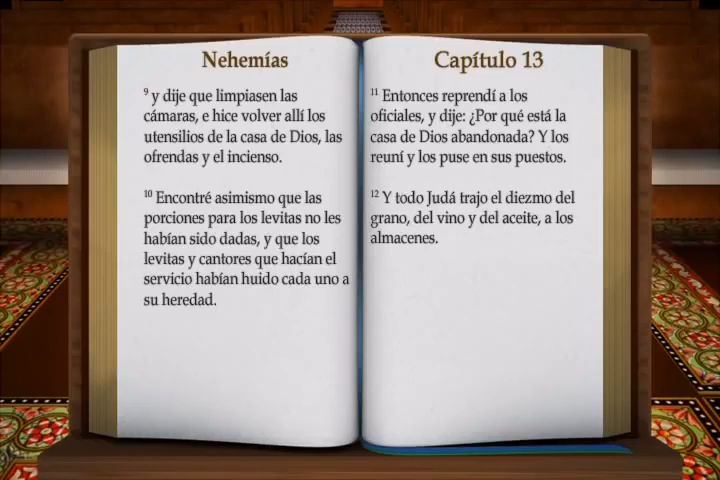 Nehemías
9 y dije que limpiasen las
cámaras, e hice volver allí los
utensilios de la casa de Dios, las
ofrendas y el incienso.
10 Encontré asimismo que las
porciones para los levitas no les
habían sido dadas, y que los
levitas y cantores que hacían el
servicio habían huido cada uno a
su heredad.
Capítulo 13
11 Entonces reprendí a los
oficiales, y dije: ¿Por qué está la
casa de Dios abandonada? Y los
reuní y los puse en sus puestos.
12 Y todo Judá trajo el diezmo del
grano, del vino y del aceite, a los
almacenes.